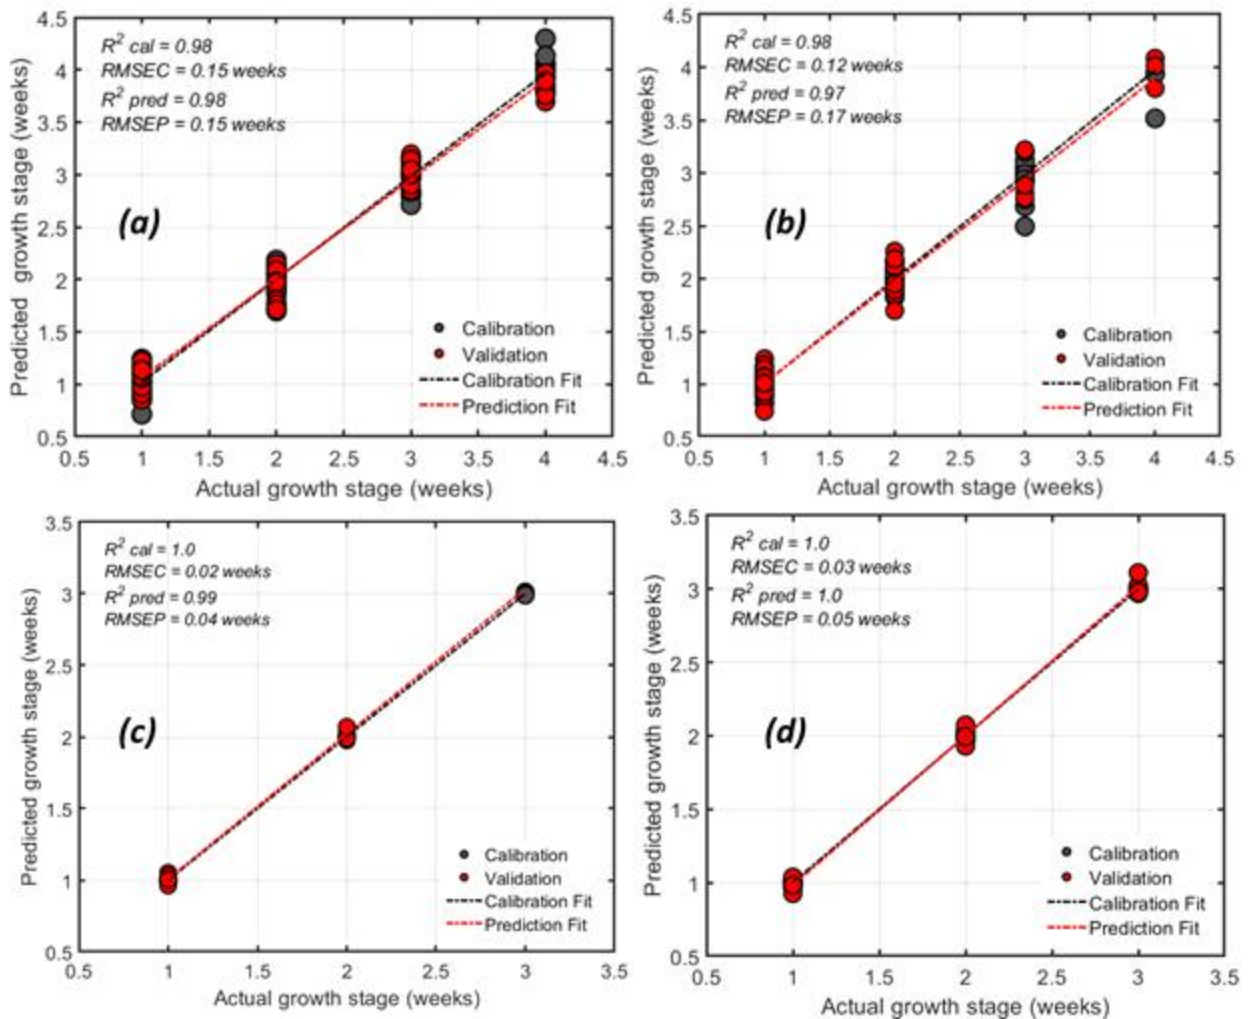 4.5
4
3.5
3
2.5
2
1.5
1
0.5
Predicted growth stage (weeks)
R² cal = 0.98
RMSEC = 0.15 weeks
R² pred = 0.98
RMSEP = 0.15 weeks
(a)
Calibration
Validation
Calibration Fit
Prediction Fit
0.5 1 1.5 2 2.5 3 3.5 4 4.5
Actual growth stage (weeks)
4.5
4
3.5
3
2.5
2
1.5
1
0.5
Predicted growth stage (weeks)
R² cal = 0.98
RMSEC = 0.12 weeks
R² pred = 0.97
RMSEP = 0.17 weeks
(b)
Calibration
Validation
Calibration Fit
Prediction Fit
0.5 1 1.5 2 2.5 3 3.5 4 4.5
Actual growth stage (weeks)
3.5
3
2.5
2
1.5
1
0.5
Predicted growth stage (weeks)
R² cal = 1.0
RMSEC = 0.02 weeks
R² pred = 0.99
RMSEP = 0.04 weeks
(c)
Calibration
Validation
Calibration Fit
Prediction Fit
0.5 1 1.5 2 2.5 3 3.5
Actual growth stage (weeks)
3.5
3
2.5
2
1.5
1
0.5
Predicted growth stage (weeks)
R² cal = 1.0
RMSEC = 0.03 weeks
R² pred = 1.0
RMSEP = 0.05 weeks
(d)
Calibration
Validation
Calibration Fit
Prediction Fit
0.5 1 1.5 2 2.5 3 3.5
Actual growth stage (weeks)